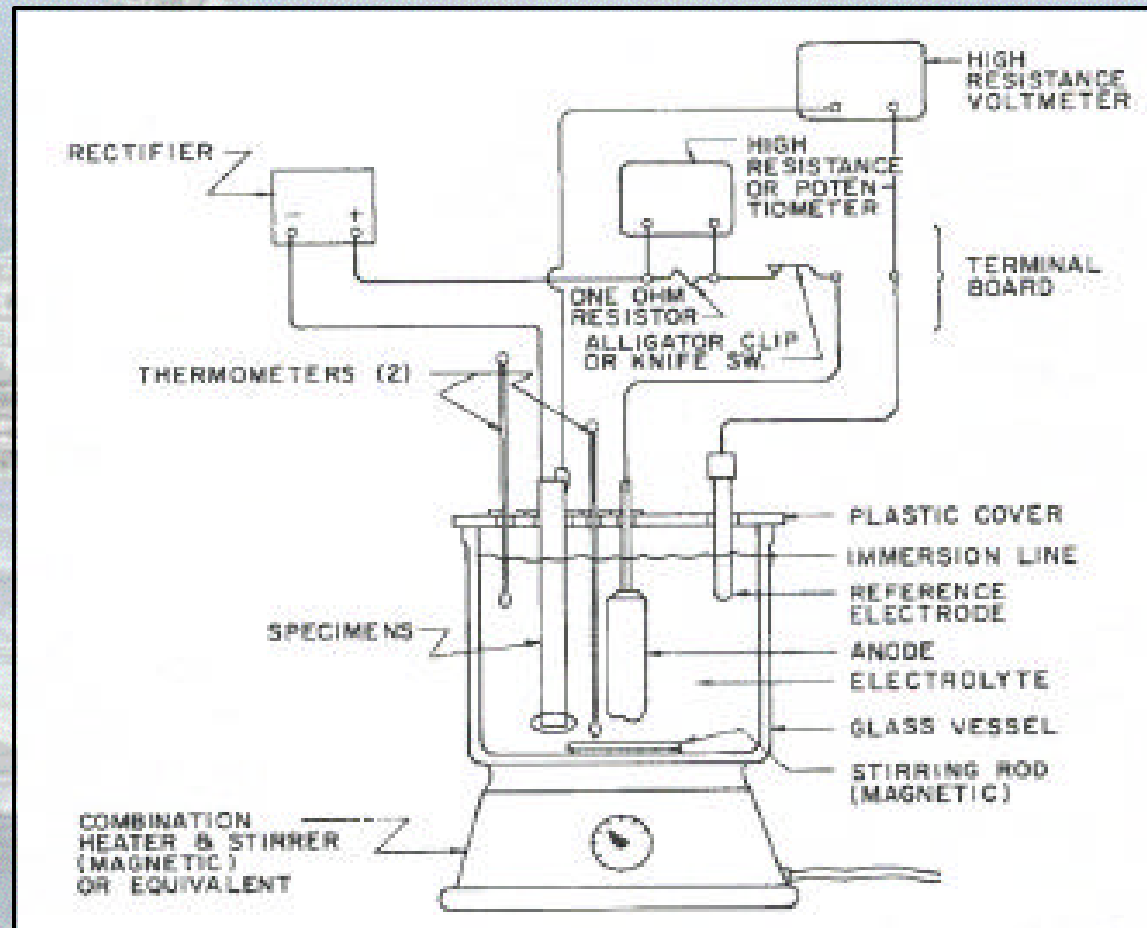 HIGH
RESISTANCE
VOLTMETER
RECTIFIER
HIGH
RESISTANCE
OR POTEN-
TIOMETER
-
+
TERMINAL
BOARD
ONE OHM
RESISTOR
ALLIGATOR CLIP
OR KNIFE SW.
THERMOMETERS (2)
PLASTIC COVER
IMMERSION LINE
REFERENCE
ELECTRODE
SPECIMENS
ANODE
ELECTROLYTE
GLASS VESSEL
STIRRING ROD
(MAGNETIC)
COMBINATION
HEATER & STIRRER
(MAGNETIC)
OR EQUIVALENT